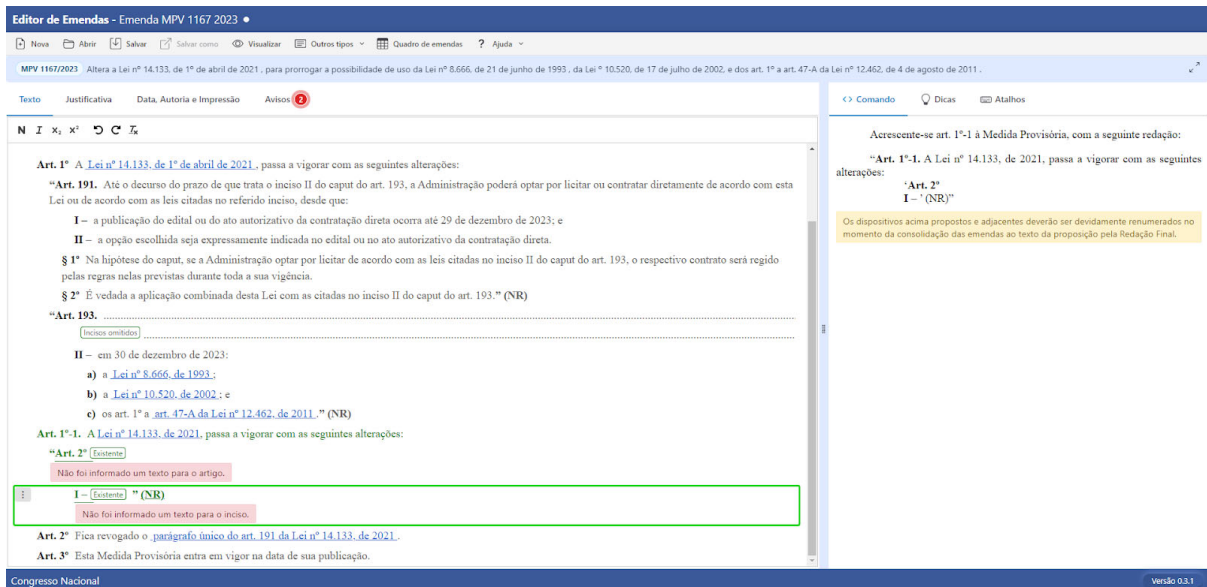 Editor de Emendas - Emenda MPV 1167 2023 ●
Nova Abrir Salvar Salvar como Visualizar Outros tipos Quadro de emendas ? Ajuda
MPV 1167/2023 Altera a Lei nº 14.133, de 1º de abril de 2021 , para prorrogar a possibilidade de uso da Lei nº 8.666, de 21 de junho de 1993 , da Lei º 10.520, de 17 de julho de 2002, e dos art. 1º a art. 47-A da Lei nº 12.462, de 4 de agosto de 2011 .
Texto Justificativa Data, Autoria e Impressão Avisos 2
N I x₂ x²
Art. 1º A Lei nº 14.133, de 1º de abril de 2021 , passa a vigorar com as seguintes alterações:
“Art. 191. Até o decurso do prazo de que trata o inciso II do caput do art. 193, a Administração poderá optar por licitar ou contratar diretamente de acordo com esta
Lei ou de acordo com as leis citadas no referido inciso, desde que:
I – a publicação do edital ou do ato autorizativo da contratação direta ocorra até 29 de dezembro de 2023; e
II – a opção escolhida seja expressamente indicada no edital ou no ato autorizativo da contratação direta.
§ 1º Na hipótese do caput, se a Administração optar por licitar de acordo com as leis citadas no inciso II do caput do art. 193, o respectivo contrato será regido
pelas regras nelas previstas durante toda a sua vigência.
§ 2º É vedada a aplicação combinada desta Lei com as citadas no inciso II do caput do art. 193.” (NR)
“Art. 193. ........................................
Incisos omitidos ........................................
II – em 30 de dezembro de 2023:
a) a Lei nº 8.666, de 1993 ;
b) a Lei nº 10.520, de 2002 ; e
c) os art. 1º a art. 47-A da Lei nº 12.462, de 2011 .” (NR)
Art. 1º-1. A Lei nº 14.133, de 2021, passa a vigorar com as seguintes alterações:
“Art. 2º Existente
Não foi informado um texto para o artigo.
I – Existente ” (NR)
Não foi informado um texto para o inciso.
Art. 2º Fica revogado o parágrafo único do art. 191 da Lei nº 14.133, de 2021 .
Art. 3º Esta Medida Provisória entra em vigor na data de sua publicação.
<> Comando Dicas Atalhos
Acrescente-se art. 1º-1 à Medida Provisória, com a seguinte redação:
“Art. 1º-1. A Lei nº 14.133, de 2021, passa a vigorar com as seguintes
alterações:
‘Art. 2º
I – ’ (NR)”
Os dispositivos acima propostos e adjacentes deverão ser devidamente renumerados no
momento da consolidação das emendas ao texto da proposição pela Redação Final.
Congresso Nacional
Versão 0.3.1